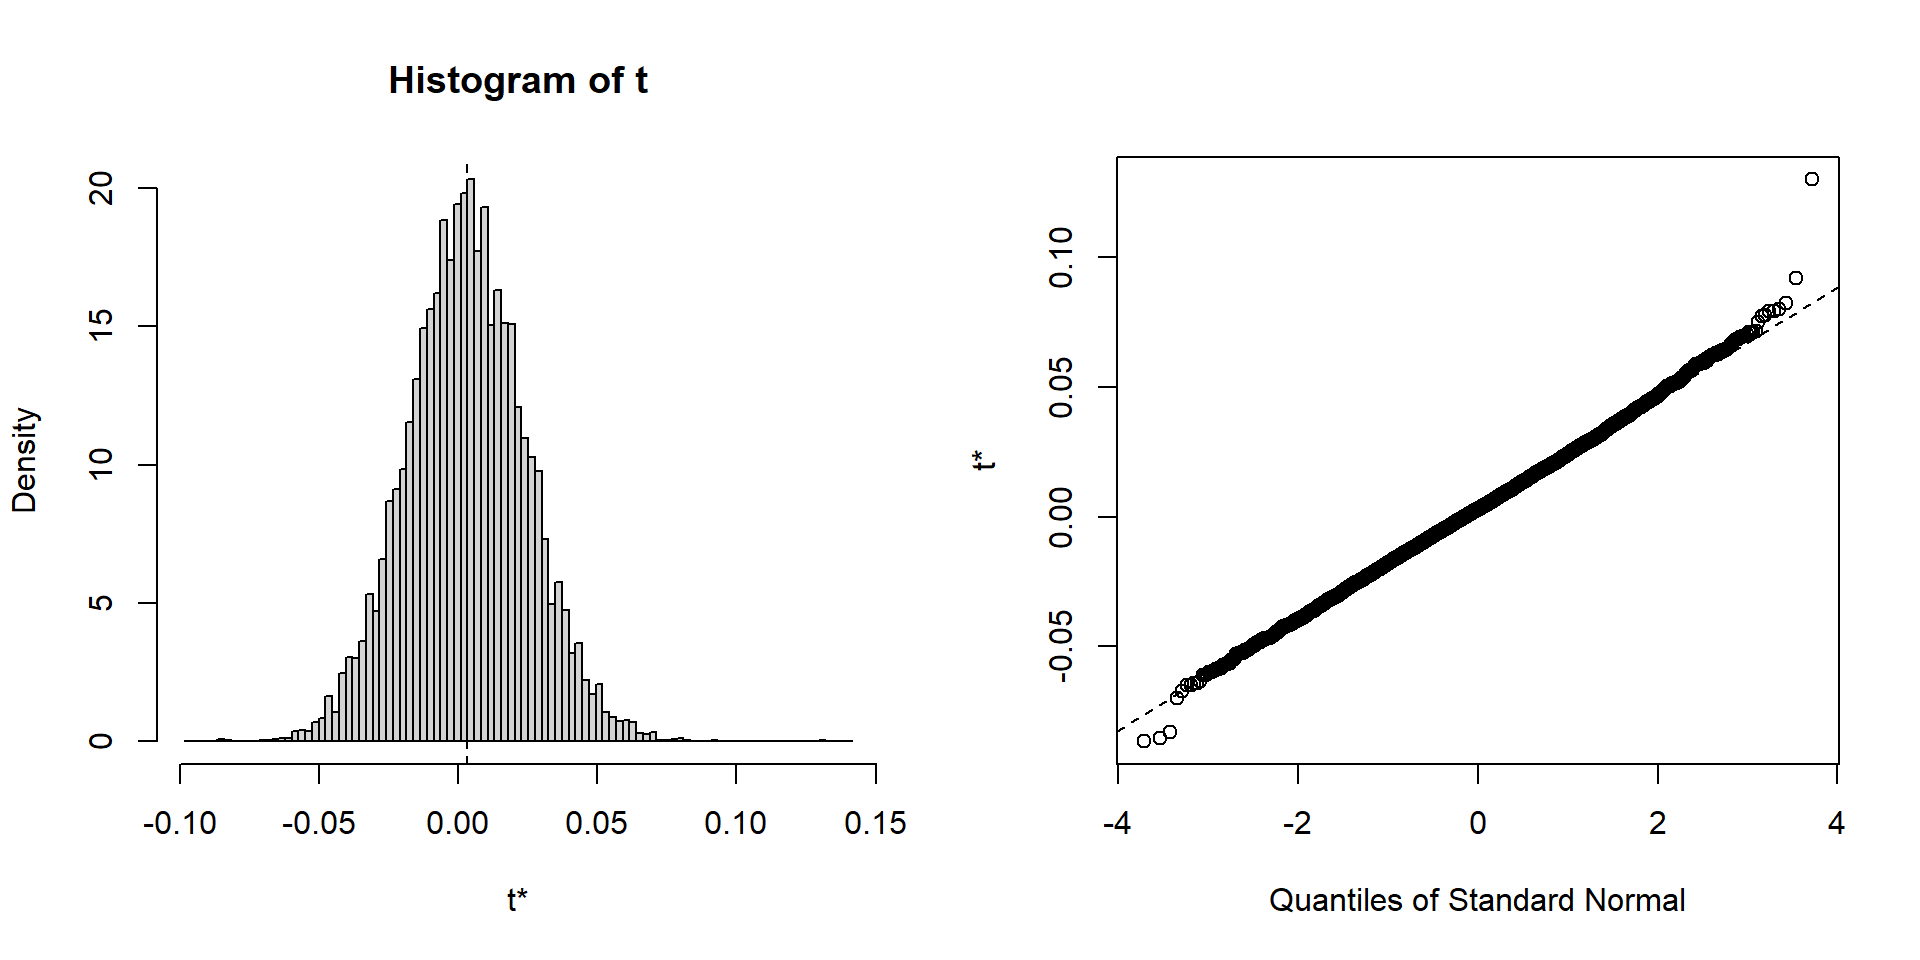 Histogram of t
Density
0
5
10
15
20
-0.10 -0.05 0.00 0.05 0.10 0.15
t*
t*
-0.05 0.00 0.05 0.10
-4 -2 0 2 4
Quantiles of Standard Normal